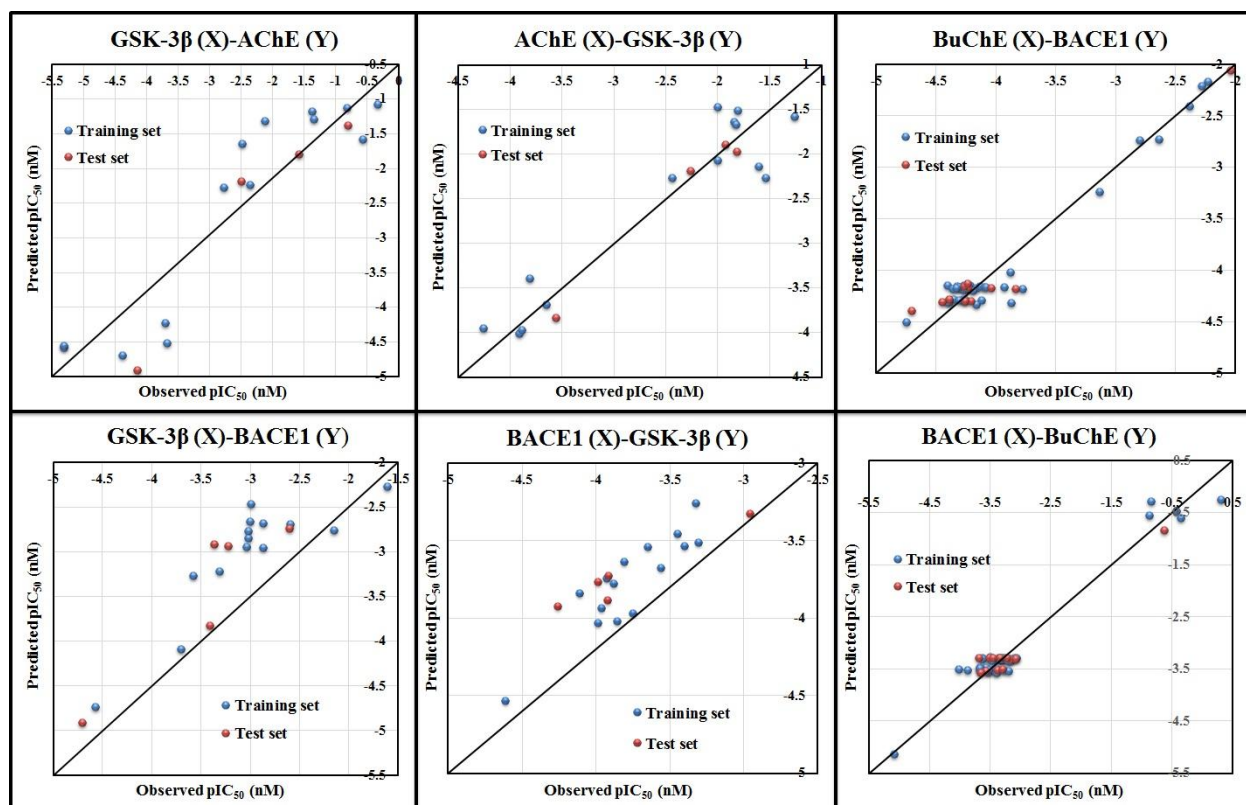 GSK-3β (X)-AChE (Y)
-0.5
-5.5 -5 -4.5 -4 -3.5 -3 -2.5 -2 -1.5 -1 -0.5 0
-1
-1.5
-2
-2.5
-3
-3.5
-4
-4.5
-5
Training set
Test set
Predicted pIC50 (nM)
Observed pIC50 (nM)
AChE (X)-GSK-3β (Y)
1
-4.5 -4 -3.5 -3 -2.5 -2 -1.5 -1
-1.5
-2
-2.5
-3
-3.5
-4
4.5
Training set
Test set
Predicted pIC50 (nM)
Observed pIC50 (nM)
BuChE (X)-BACE1 (Y)
-2
-5 -4.5 -4 -3.5 -3 -2.5 -2
-2.5
-3
-3.5
-4
-4.5
-5
Training set
Test set
Predicted pIC50 (nM)
Observed pIC50 (nM)
GSK-3β (X)-BACE1 (Y)
-2
-5 -4.5 -4 -3.5 -3 -2.5 -2 -1.5
-2.5
-3
-3.5
-4
-4.5
-5
-5.5
Training set
Test set
Predicted pIC50 (nM)
Observed pIC50 (nM)
BACE1 (X)-GSK-3β (Y)
-3
-4.5 -4 -3.5 -3 -2.5
-3.5
-4
-4.5
5
Training set
Test set
Predicted pIC50 (nM)
Observed pIC50 (nM)
BACE1 (X)-BuChE (Y)
0.5
-5.5 -4.5 -3.5 -2.5 -1.5 -0.5 0.5
-0.5
-1.5
-2.5
-3.5
-4.5
-5.5
Training set
Test set
Predicted pIC50 (nM)
Observed pIC50 (nM)